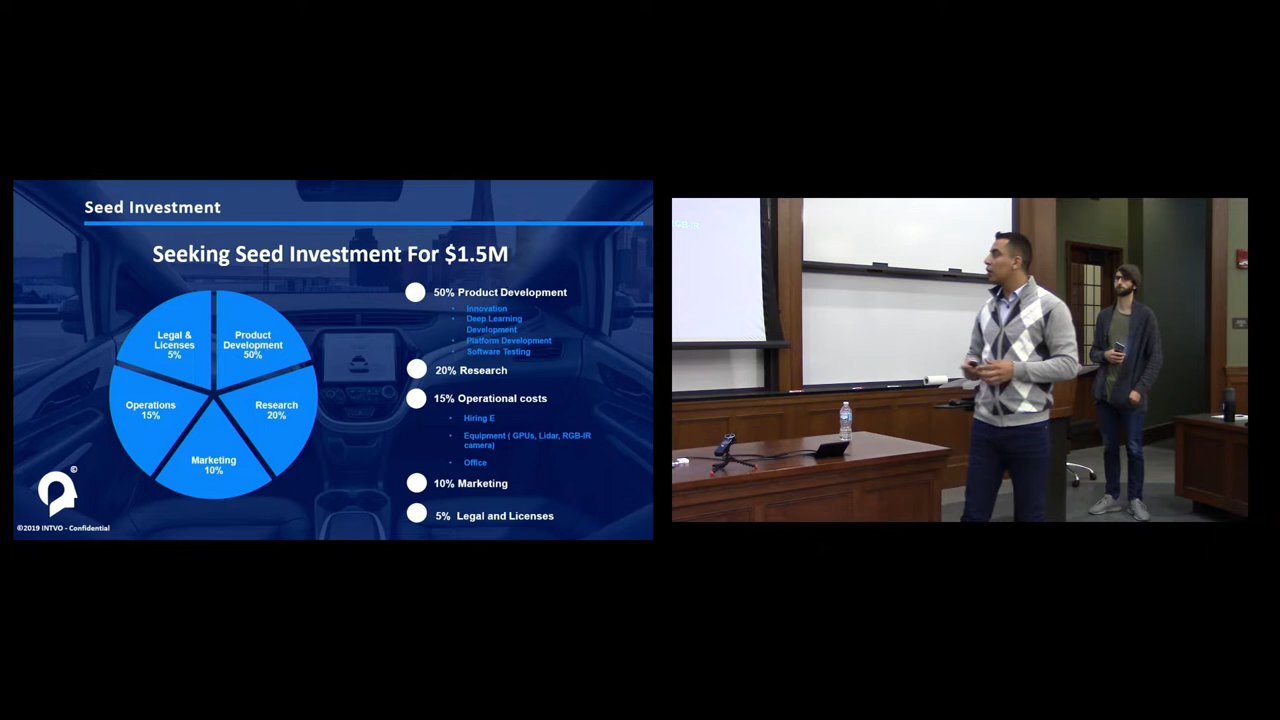 Seed Investment
Seeking Seed Investment For $1.5M
Legal &
Licenses
5%
Product
Development
50%
Operations
15%
Research
20%
Marketing
10%
50% Product Development
Innovation
Deep Learning
Development
Platform Development
Software Testing
20% Research
15% Operational costs
Hiring E
Equipment ( GPUs, Lidar, RGB-IR
camera)
Office
10% Marketing
5% Legal and Licenses
©
©2019 INTVO - Confidential
RGB-IR